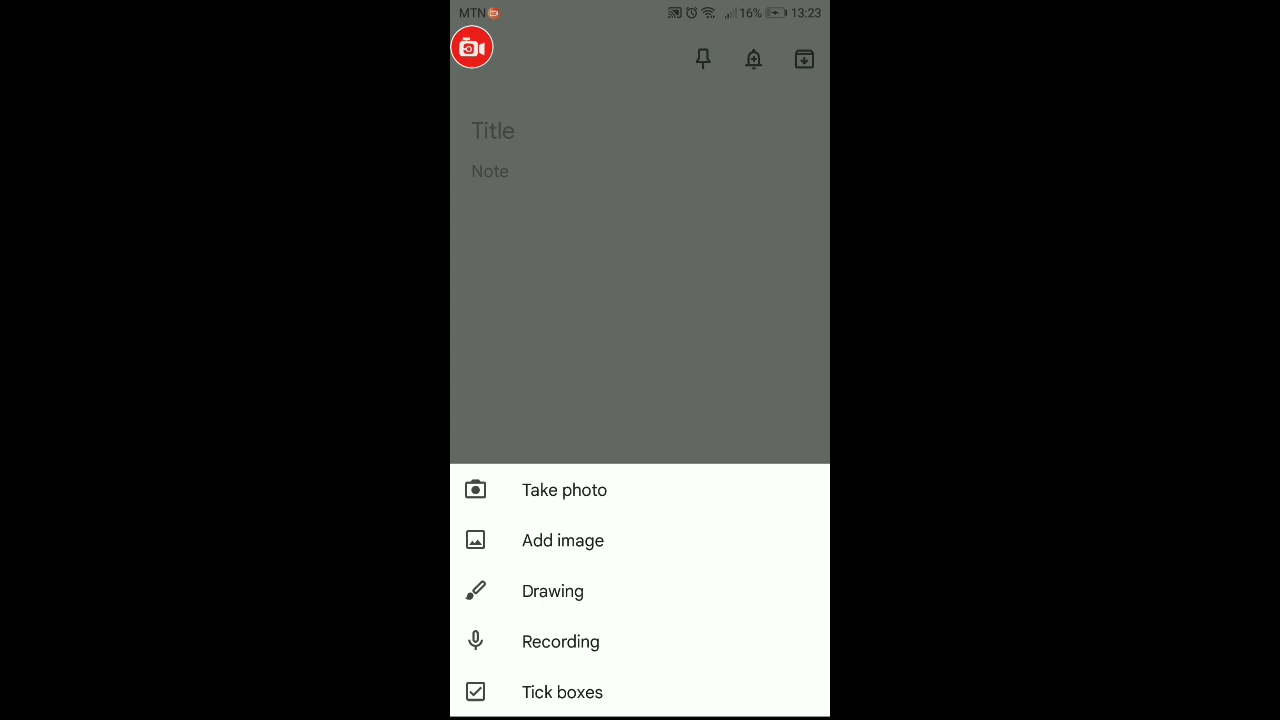 MTN 16% 13:23
Title
Note
Take photo
Add image
Drawing
Recording
Tick boxes